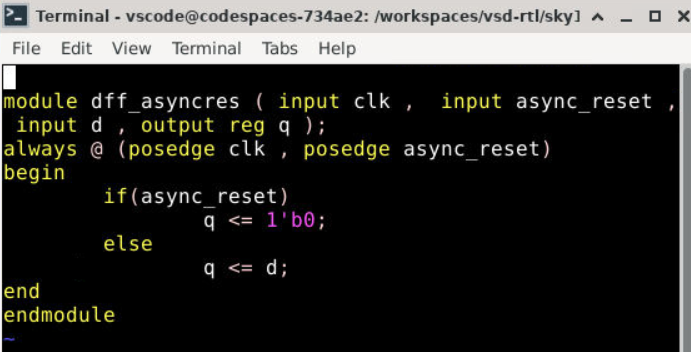 Terminal - vscode@codespaces-734ae2: /workspaces/vsd-rtl/sky1
File Edit View Terminal Tabs Help
module dff_asyncres ( input clk ,  input async_reset ,
 input d , output reg q );
always @ (posedge clk , posedge async_reset)
begin
        if(async_reset)
                q <= 1'b0;
        else
                q <= d;
end
endmodule
~